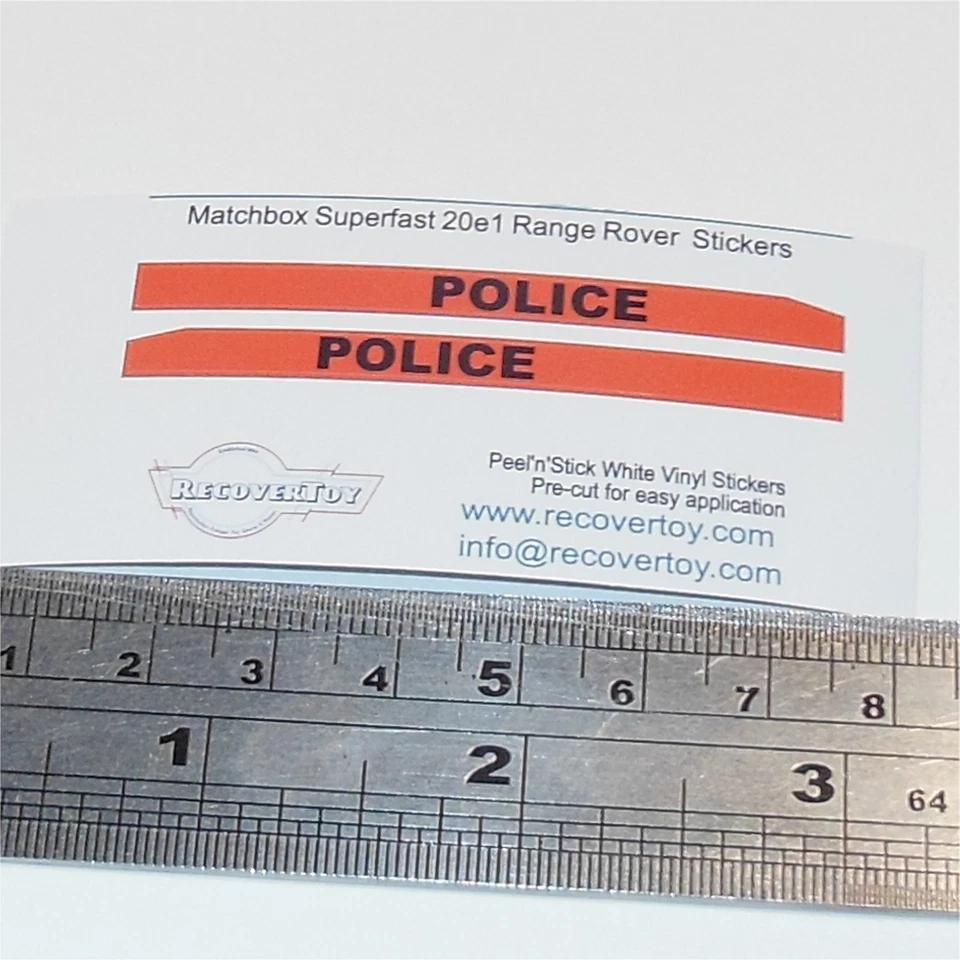 Matchbox Superfast 20e1 Range Rover Stickers
POLICE
POLICE
RECOVERTOY
Peel'n'Stick White Vinyl Stickers
Pre-cut for easy application
www.recovertoy.com
info@recovertoy.com
1 2 3 4 5 6 7 8
1 2 3 64